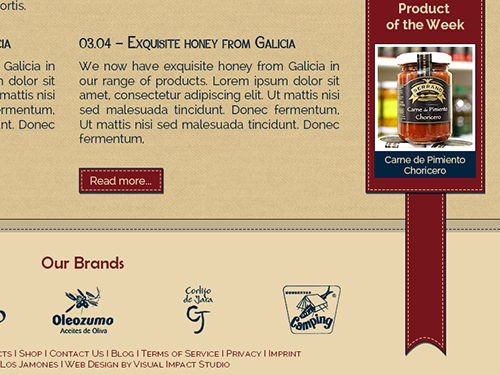 ortis.
CIA
Galicia in
dolor sit
mattis nisi
fermentum,
nt. Donec
03.04 – Exquisite honey from Galicia
We now have exquisite honey from Galicia in
our range of products. Lorem ipsum dolor sit
amet, consectetur adipiscing elit. Ut mattis nisi
sed malesuada tincidunt. Donec fermentum,
Ut mattis nisi sed malesuada tincidunt. Donec
fermentum,
Read more...
Product
of the Week
SERRANO
Carne de Pimiento
Choricero
Carne de Pimiento
Choricero
Our Brands
Oleozumo
Aceites de Oliva
Cortijo
de Jara
CJ
Camping
CTS | Shop | Contact Us | Blog | Terms of Service | Privacy | Imprint
Los Jamones | Web Design by Visual Impact Studio